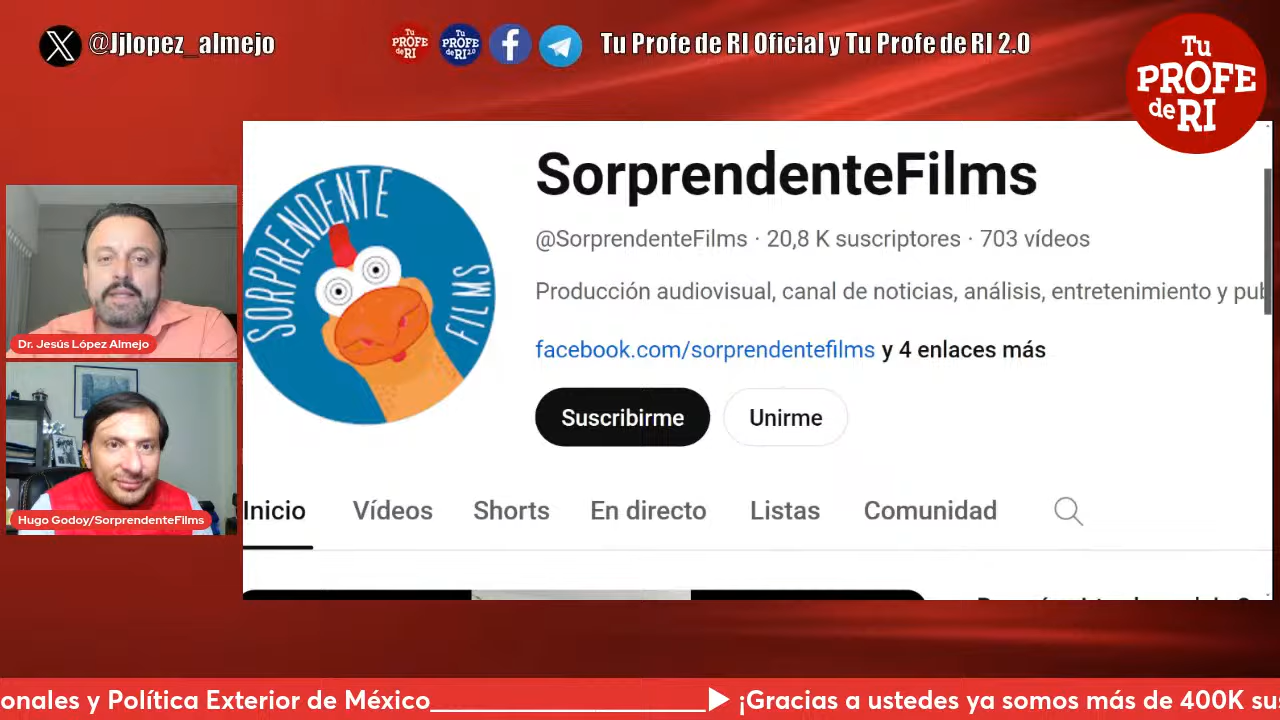 @Jjlopez_almejo
Tu
PROFE
de RI
Tu
PROFE
de RI 2.0
Tu Profe de RI Oficial y Tu Profe de RI 2.0
Tu
PROFE
de RI
SORPRENDENTE
FILMS
SorprendenteFilms
@SorprendenteFilms · 20,8 K suscriptores · 703 vídeos
Producción audiovisual, canal de noticias, análisis, entretenimiento y pub
facebook.com/sorprendentefilms y 4 enlaces más
Suscribirme
Unirme
Inicio
Vídeos
Shorts
En directo
Listas
Comunidad
Dr. Jesús López Almejo
Hugo Godoy/SorprendenteFilms
onales y Política Exterior de México____________________▶ ¡Gracias a ustedes ya somos más de 400K sus